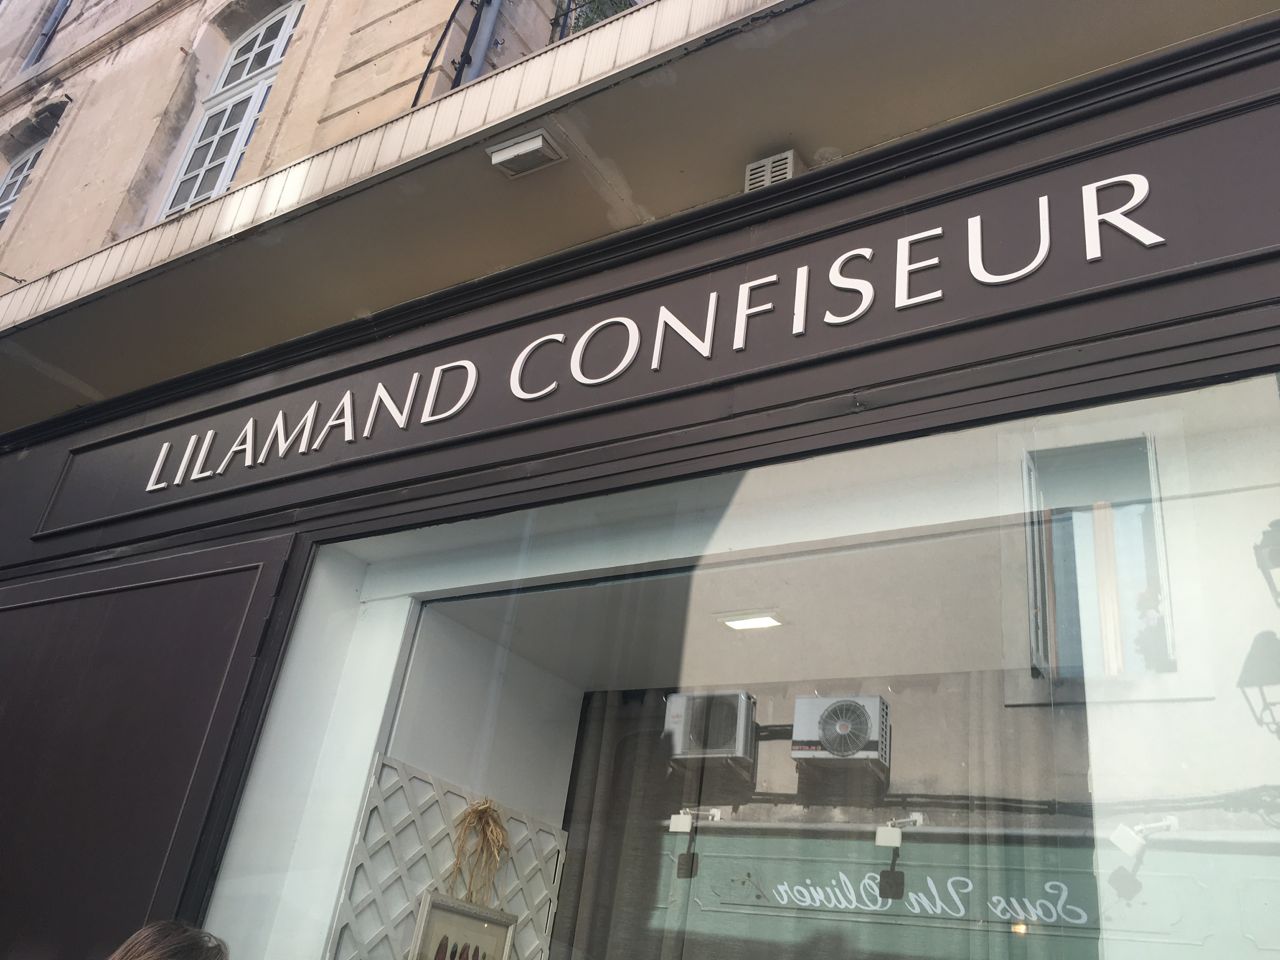 LILAMAND CONFISEUR
Sous Un Olivier